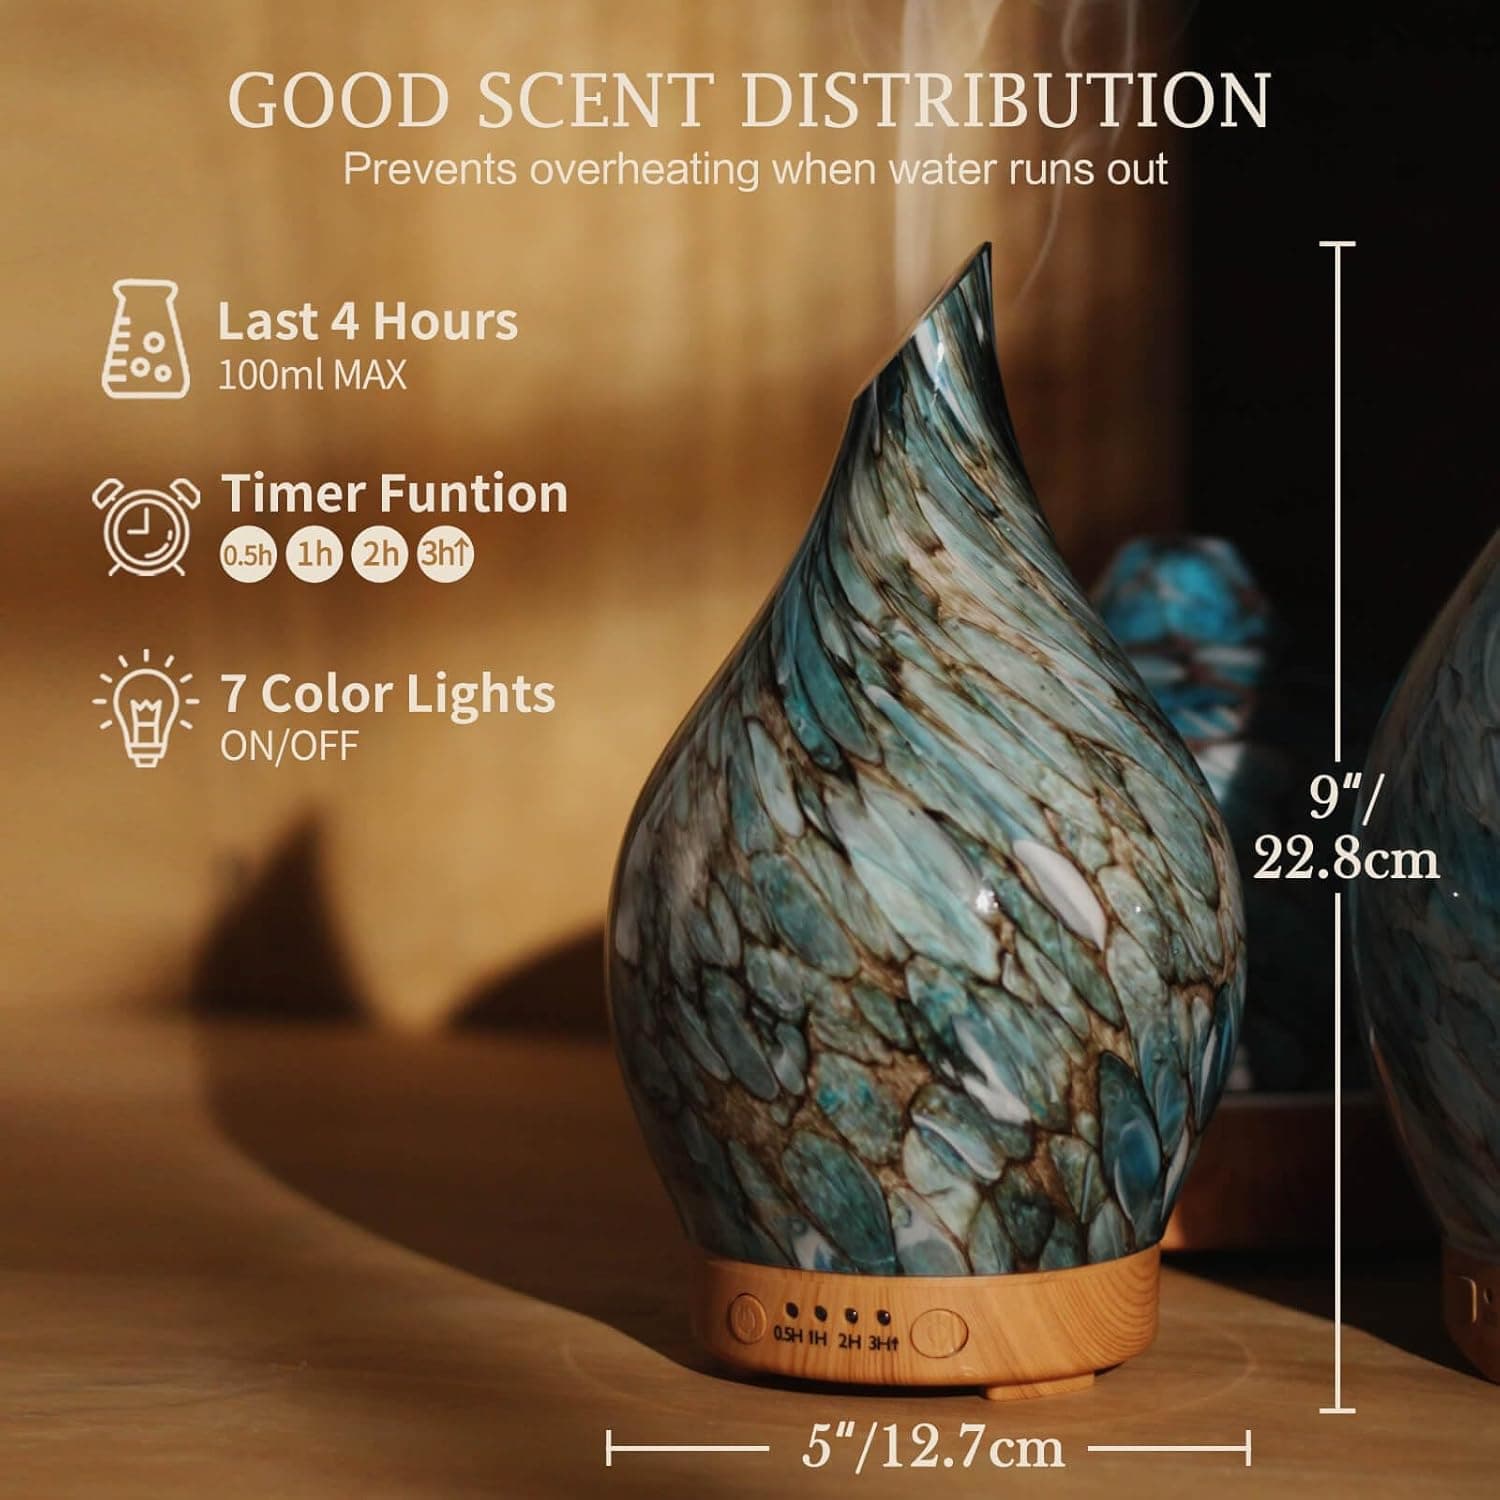 GOOD SCENT DISTRIBUTION
Prevents overheating when water runs out
Last 4 Hours
100ml MAX
Timer Funtion
0.5h 1h 2h 3h↑
7 Color Lights
ON/OFF
9"/
22.8cm
0.5H 1H 2H 3H↑
5"/12.7cm